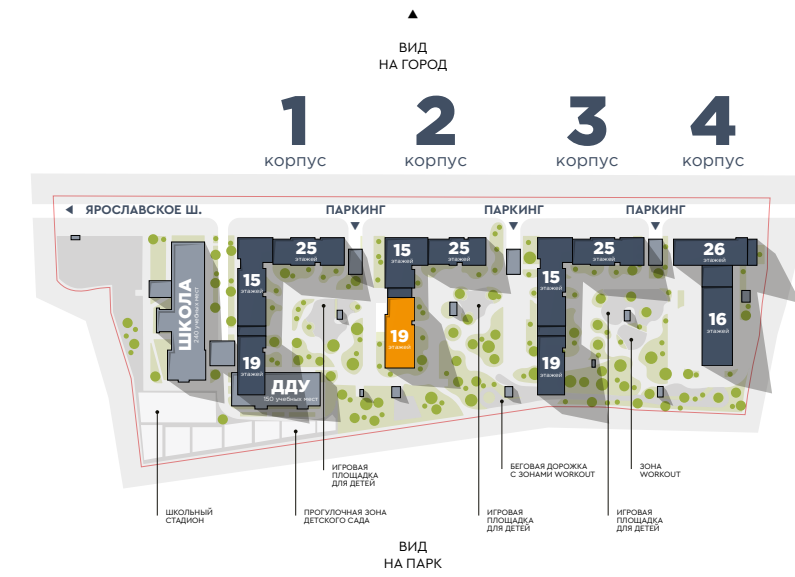 ВИД
НА ГОРОД
1
корпус
2
корпус
3
корпус
4
корпус
ЯРОСЛАВСКОЕ Ш.
ПАРКИНГ
ПАРКИНГ
ПАРКИНГ
25
этажей
15
этажей
25
этажей
25
этажей
26
этажей
15
этажей
15
этажей
16
этажей
19
этажей
19
этажей
19
этажей
ШКОЛА
ДДУ
150 учебных мест
ИГРОВАЯ
ПЛОЩАДКА
ДЛЯ ДЕТЕЙ
БЕГОВАЯ ДОРОЖКА
С ЗОНАМИ WORKOUT
ЗОНА
WORKOUT
ШКОЛЬНЫЙ
СТАДИОН
ПРОГУЛОЧНАЯ ЗОНА
ДЕТСКОГО САДА
ИГРОВАЯ
ПЛОЩАДКА
ДЛЯ ДЕТЕЙ
ИГРОВАЯ
ПЛОЩАДКА
ДЛЯ ДЕТЕЙ
ВИД
НА ПАРК